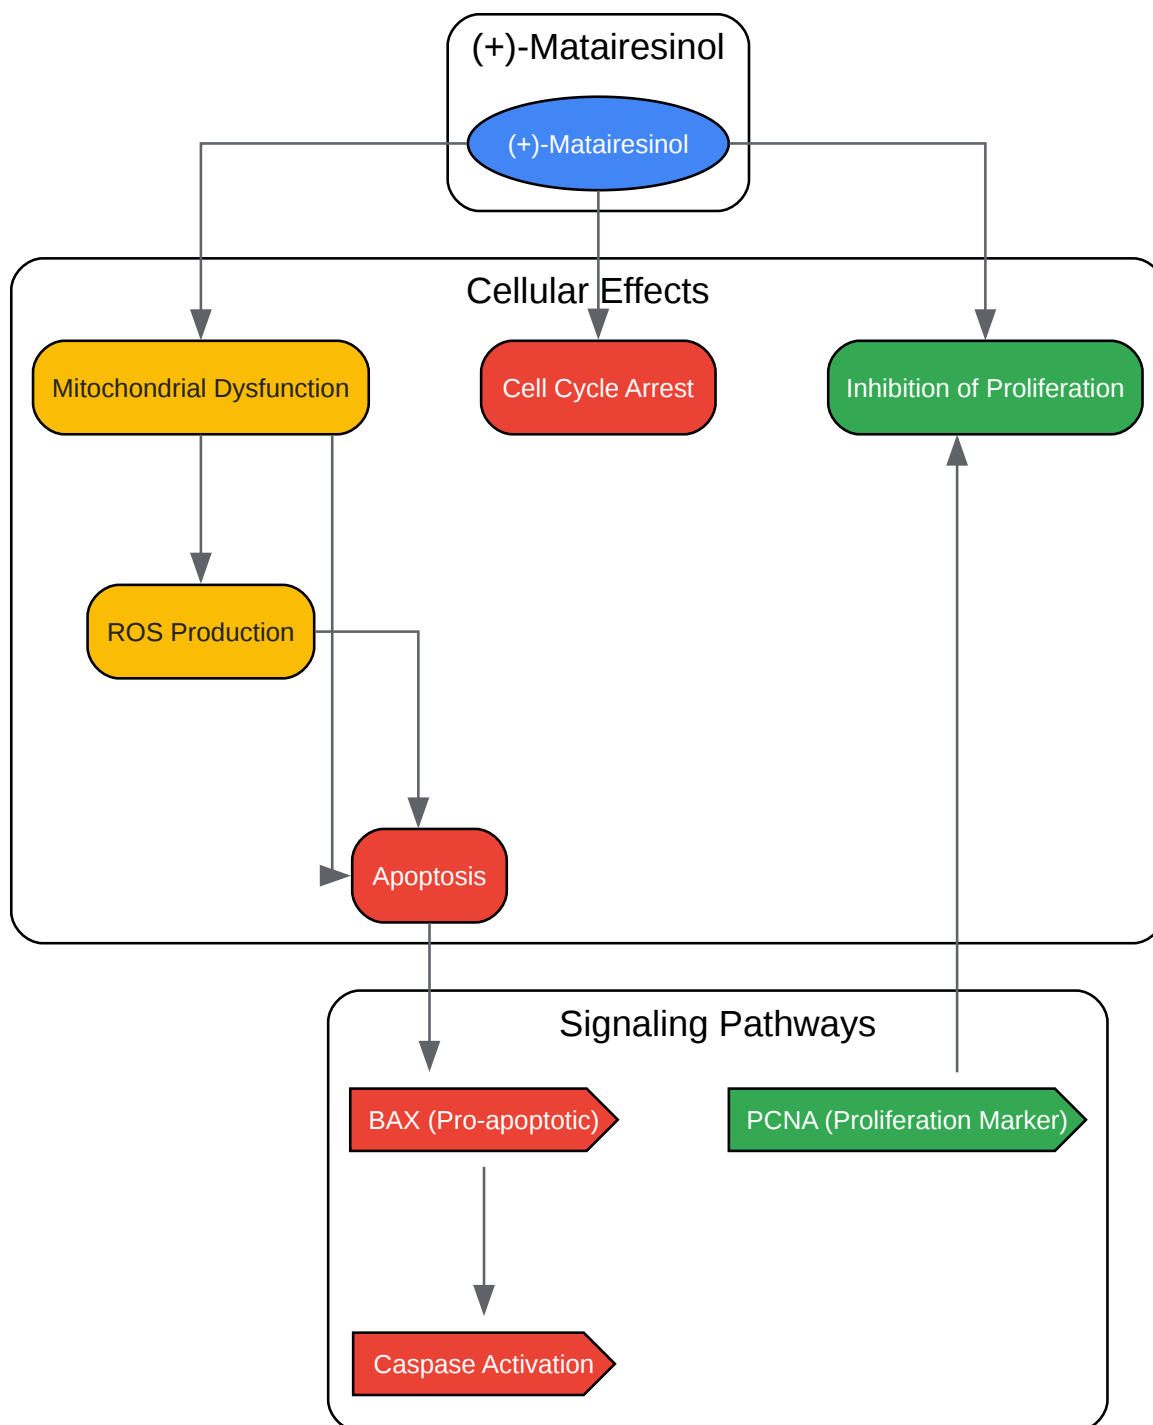 (+)-Matairesinol
(+)-Matairesinol
Cellular Effects
Mitochondrial Dysfunction
Cell Cycle Arrest
Inhibition of Proliferation
ROS Production
Apoptosis
Signaling Pathways
BAX (Pro-apoptotic)
PCNA (Proliferation Marker)
Caspase Activation